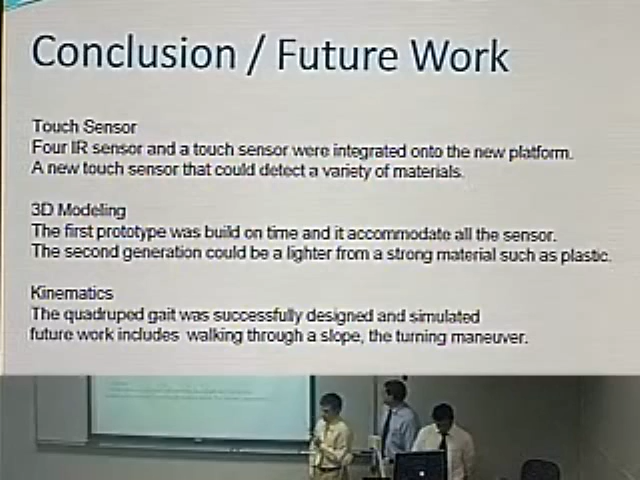 Conclusion / Future Work
Touch Sensor
Four IR sensor and a touch sensor were integrated onto the new platform.
A new touch sensor that could detect a variety of materials.
3D Modeling
The first prototype was build on time and it accommodate all the sensor.
The second generation could be a lighter from a strong material such as plastic.
Kinematics
The quadruped gait was successfully designed and simulated
future work includes walking through a slope, the turning maneuver.